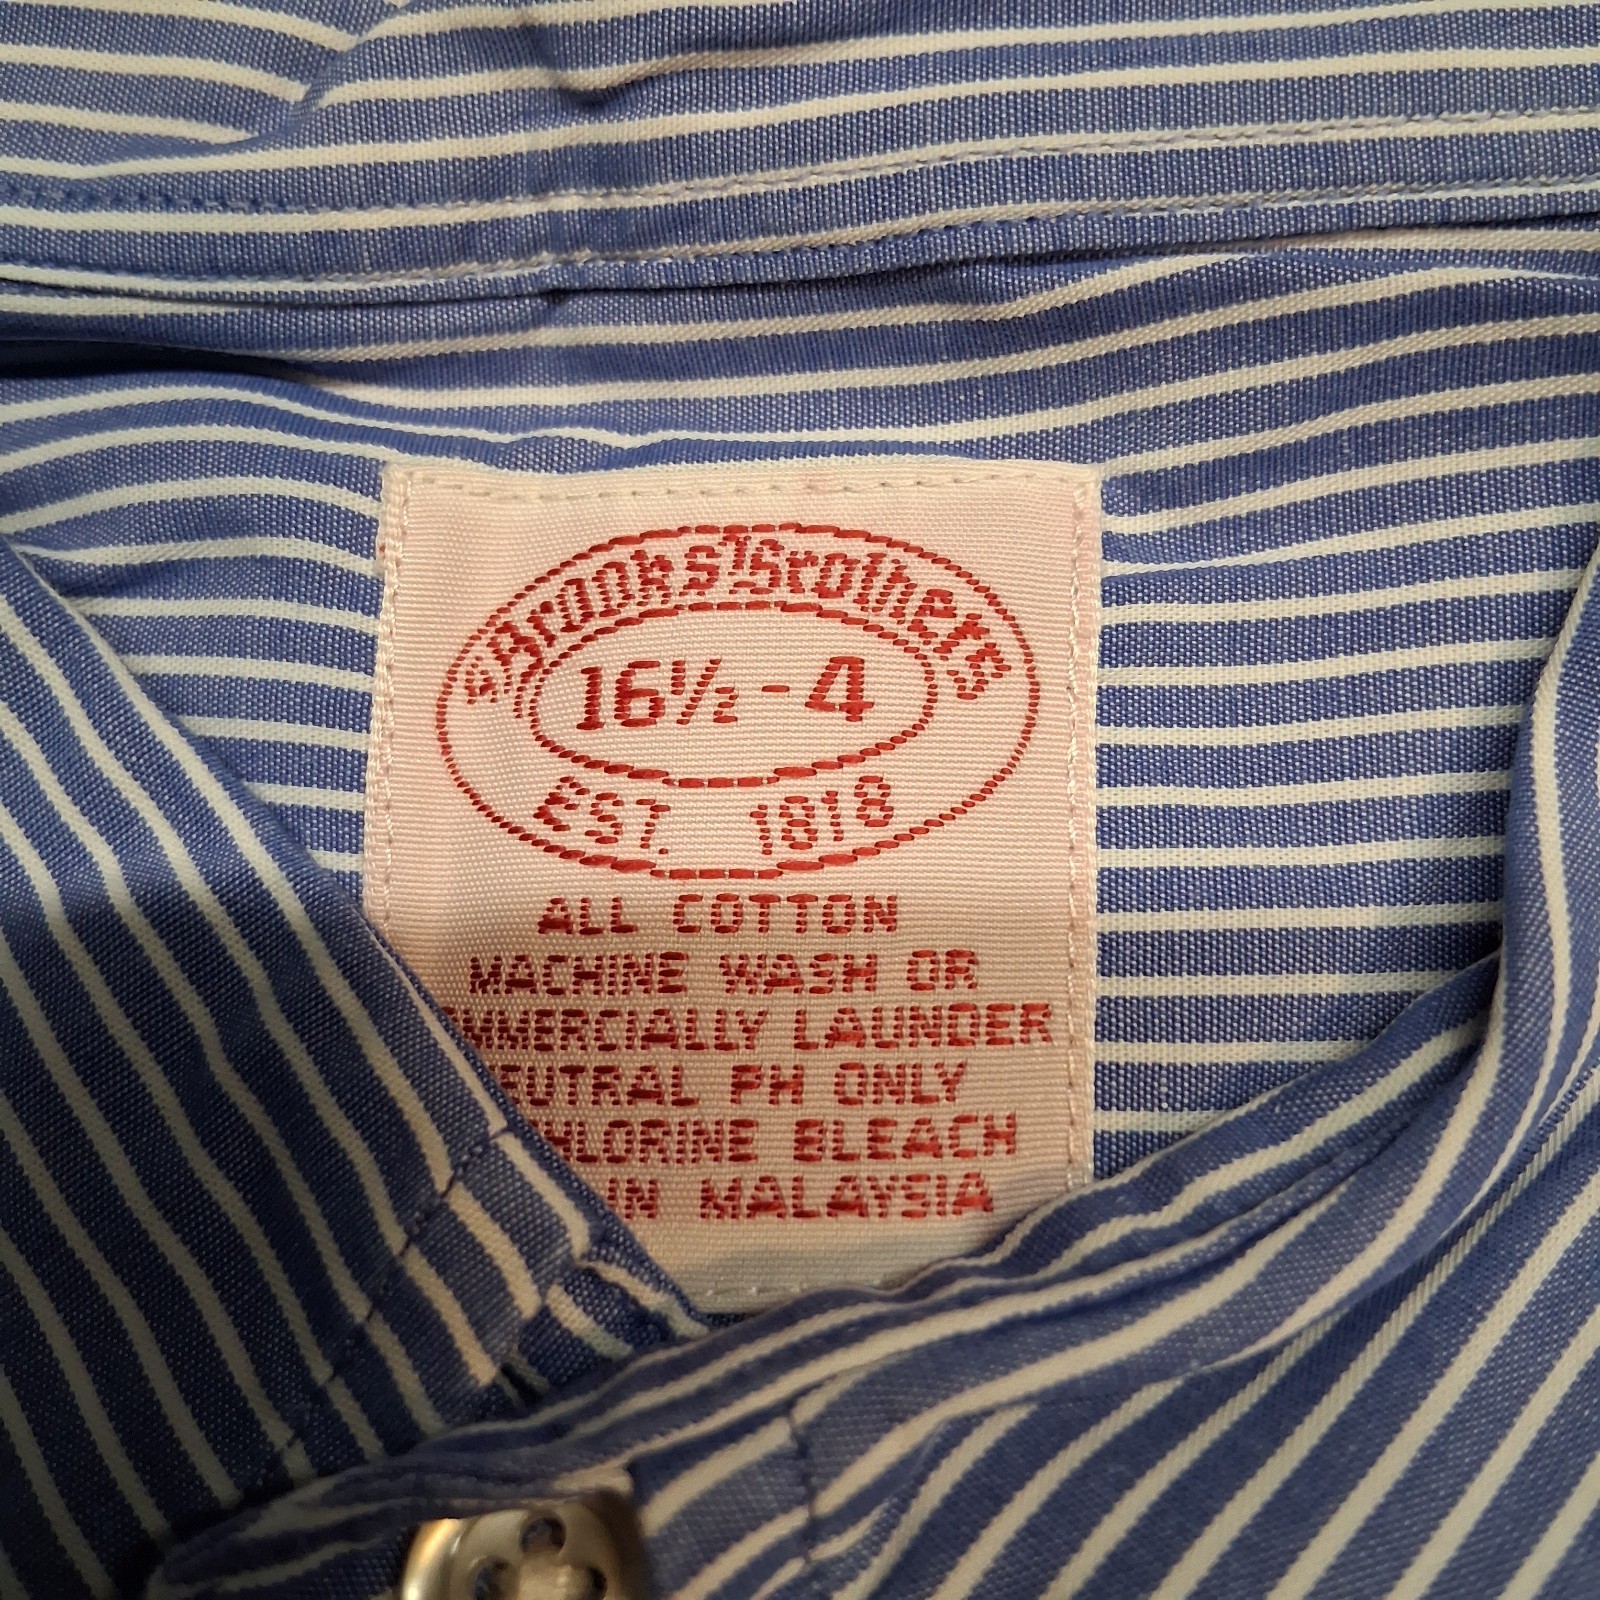 "Brooks Brothers"
16½-4
EST. 1818
ALL COTTON
MACHINE WASH OR
MMERCIALLY LAUNDER
EUTRAL PH ONLY
HLORINE BLEACH
IN MALAYSIA